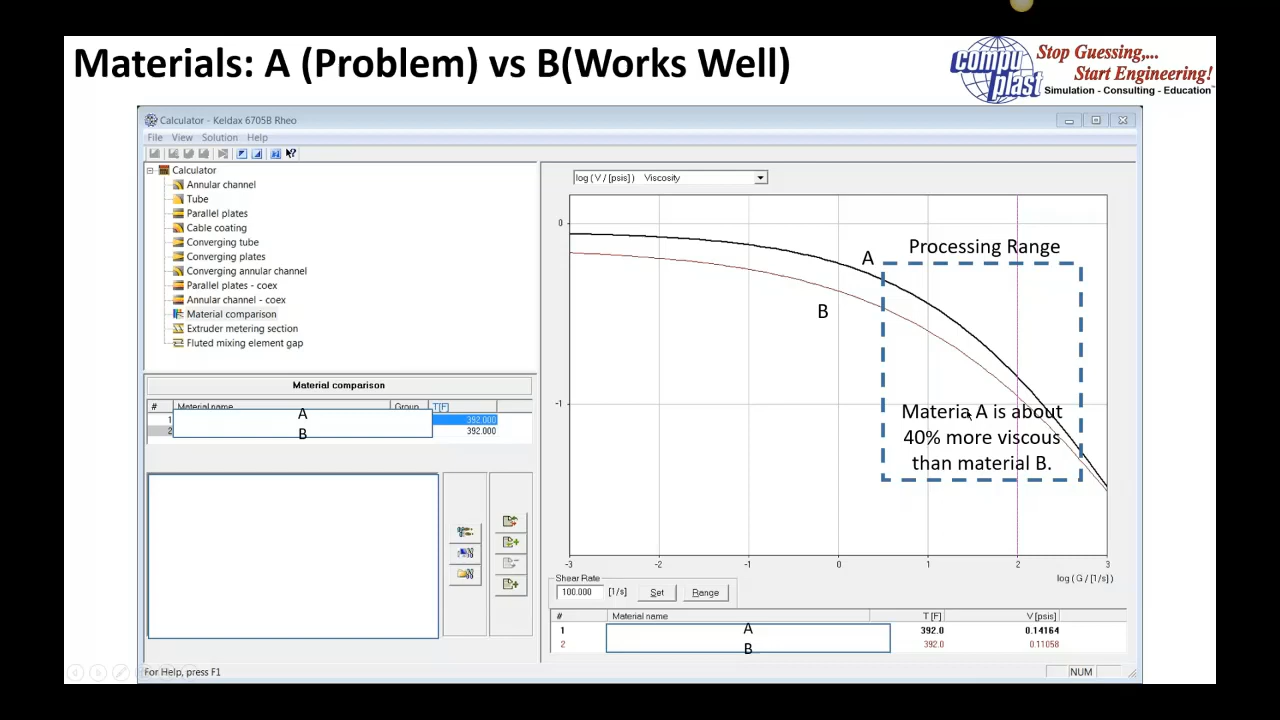 Materials: A (Problem) vs B(Works Well)
compu
plast
Stop Guessing,...
Start Engineering!
Simulation - Consulting - Education
Calculator - Keldax 6705B Rheo
File View Solution Help
Calculator
Annular channel
Tube
Parallel plates
Cable coating
Converging tube
Converging plates
Converging annular channel
Parallel plates - coex
Annular channel - coex
Material comparison
Extruder metering section
Fluted mixing element gap
Material comparison
# Material name Group T[F]
1 A 392.000
2 B 392.000
log ( V / [psis] ) Viscosity
0
-1
A
B
Processing Range
Materia A is about
40% more viscous
than material B.
-3 -2 -1 0 1 2 3
log ( G / [1/s] )
Shear Rate
100.000 [1/s] Set Range
# Material name T [F] V [psis]
1 A 392.0 0.14164
2 B 392.0 0.11058
For Help, press F1
NUM